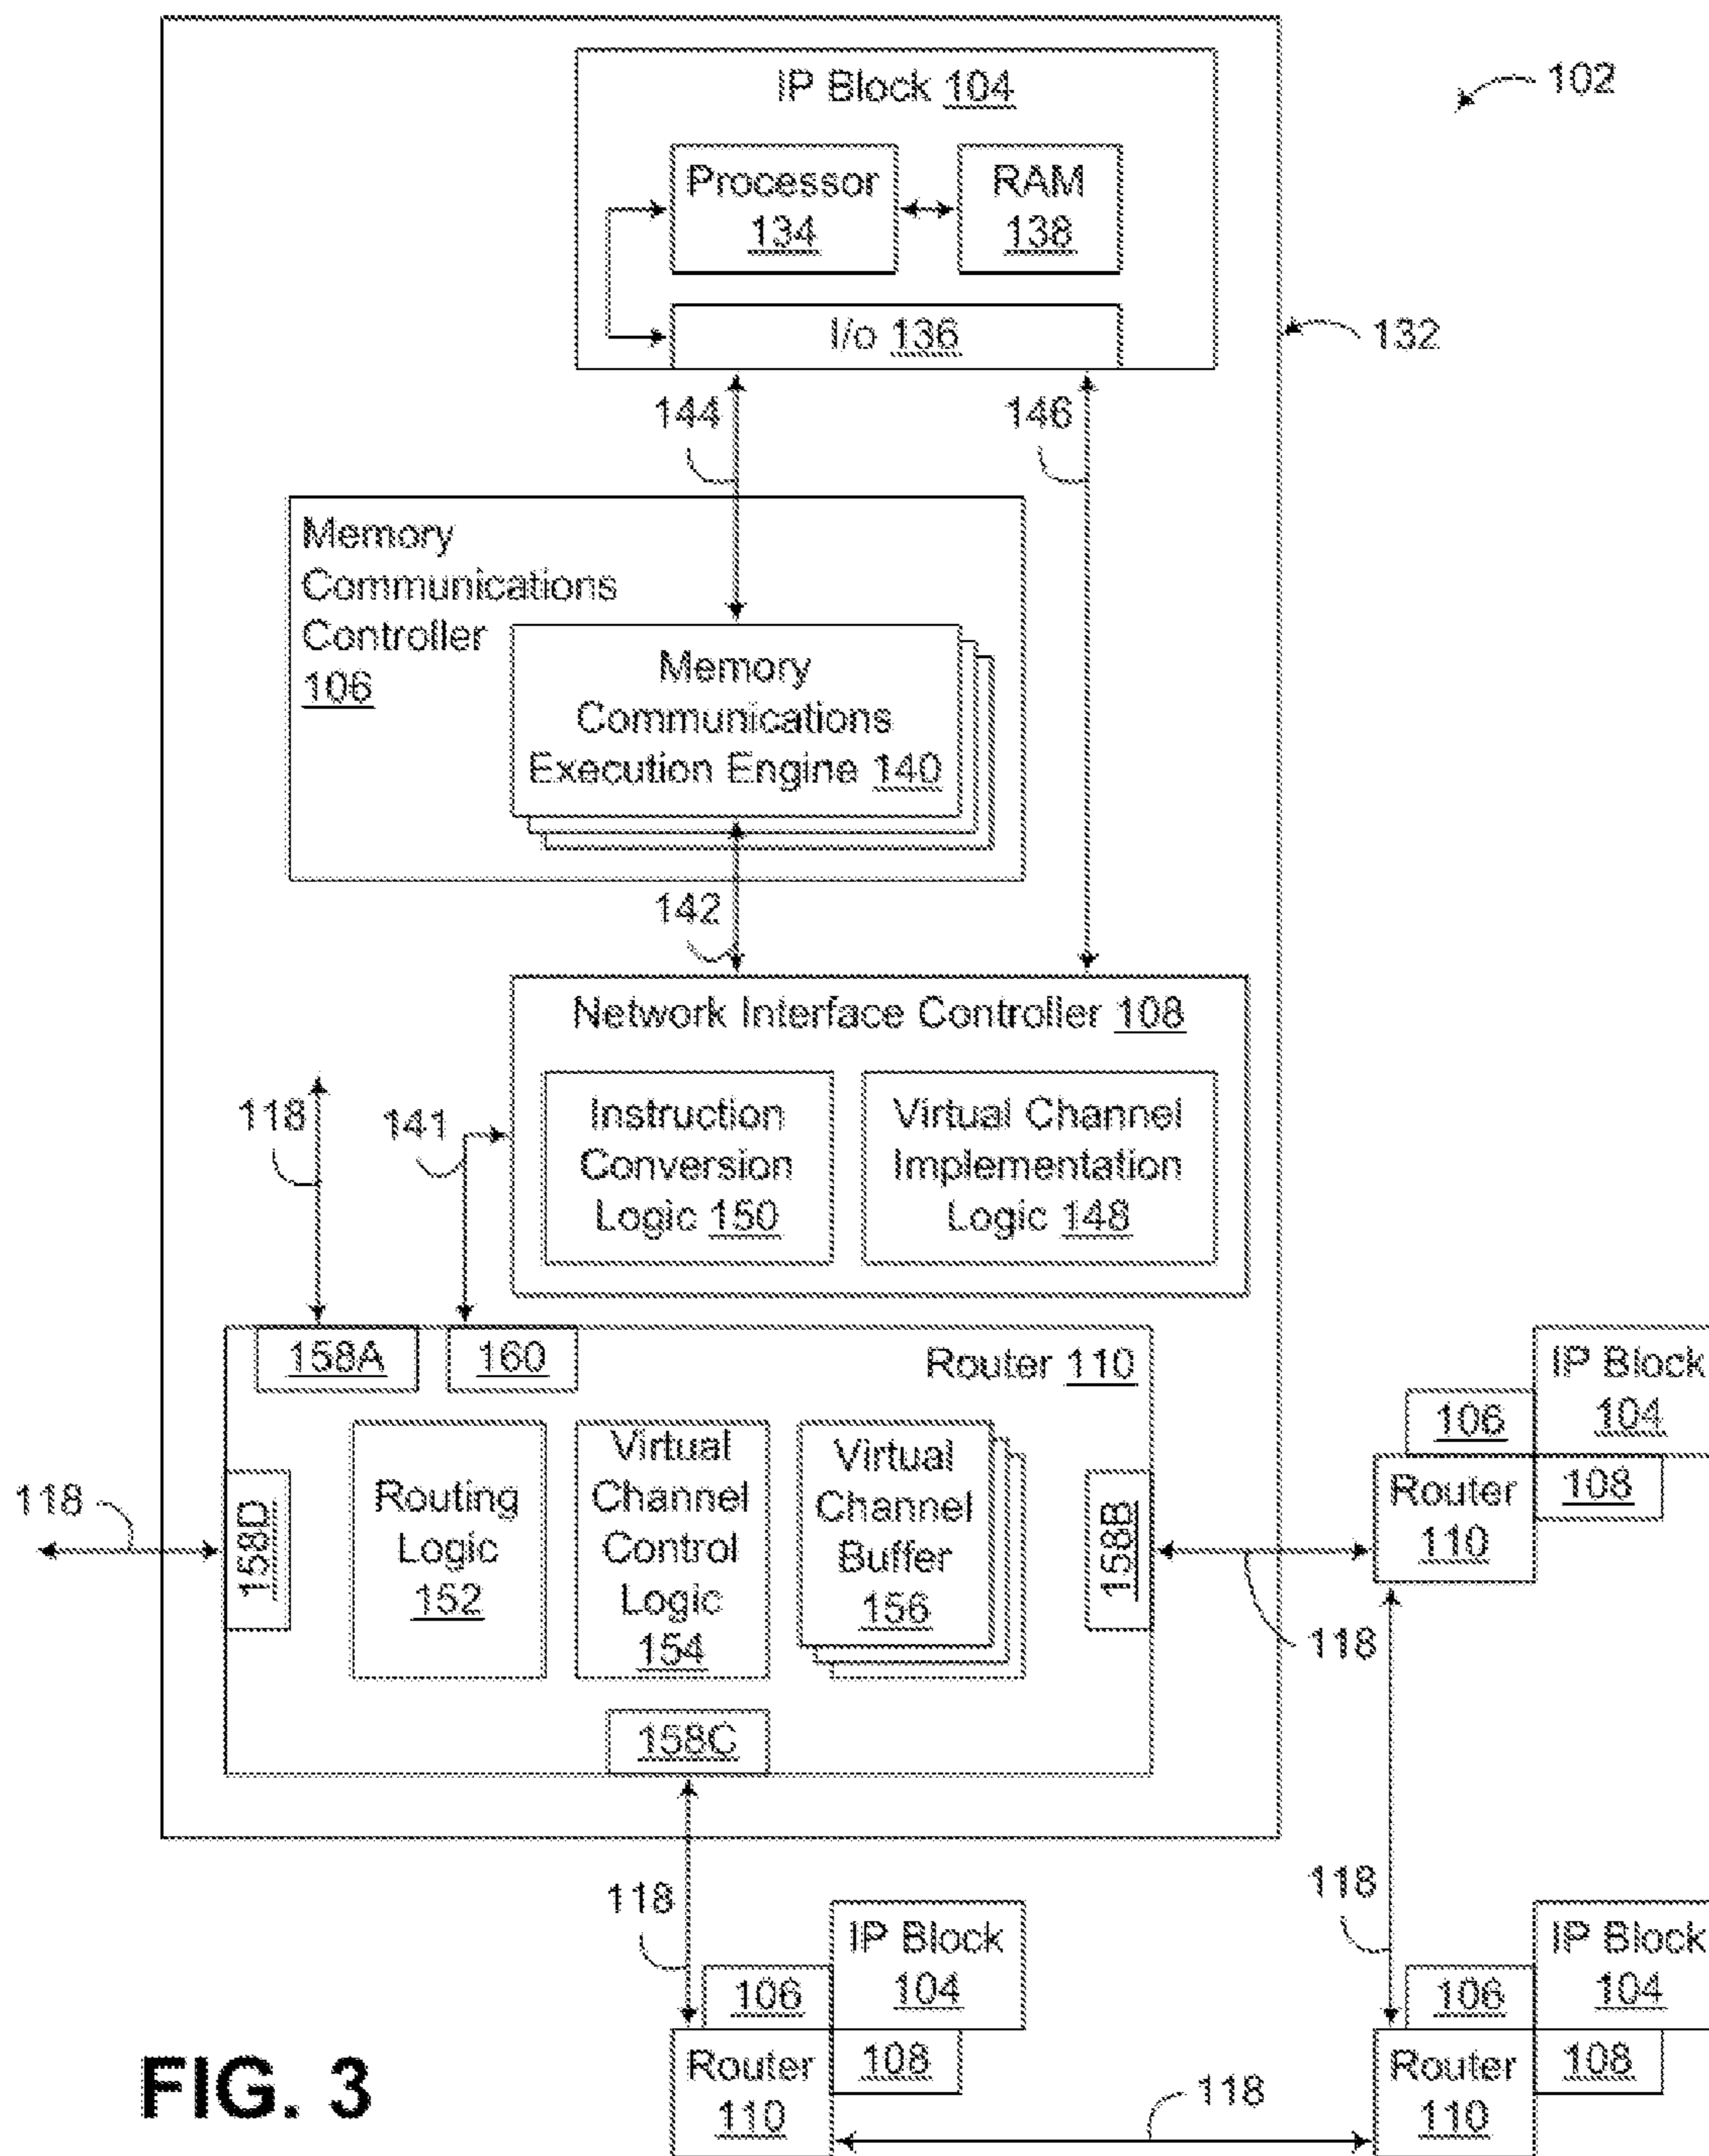 IP Block 104
102
Processor
134
RAM
138
I/o 136
132
144
146
Memory
Communications
Controller
106
Memory
Communications
Execution Engine 140
142
Network Interface Controller 108
118
141
Instruction
Conversion
Logic 150
Virtual Channel
Implementation
Logic 148
158A
160
Router 110
118
158D
Routing
Logic
152
Virtual
Channel
Control
Logic
154
Virtual
Channel
Buffer
156
158B
158C
118
IP Block
104
106
108
Router
110
118
118
IP Block
104
106
108
Router
110
118
IP Block
104
106
108
Router
110
FIG. 3